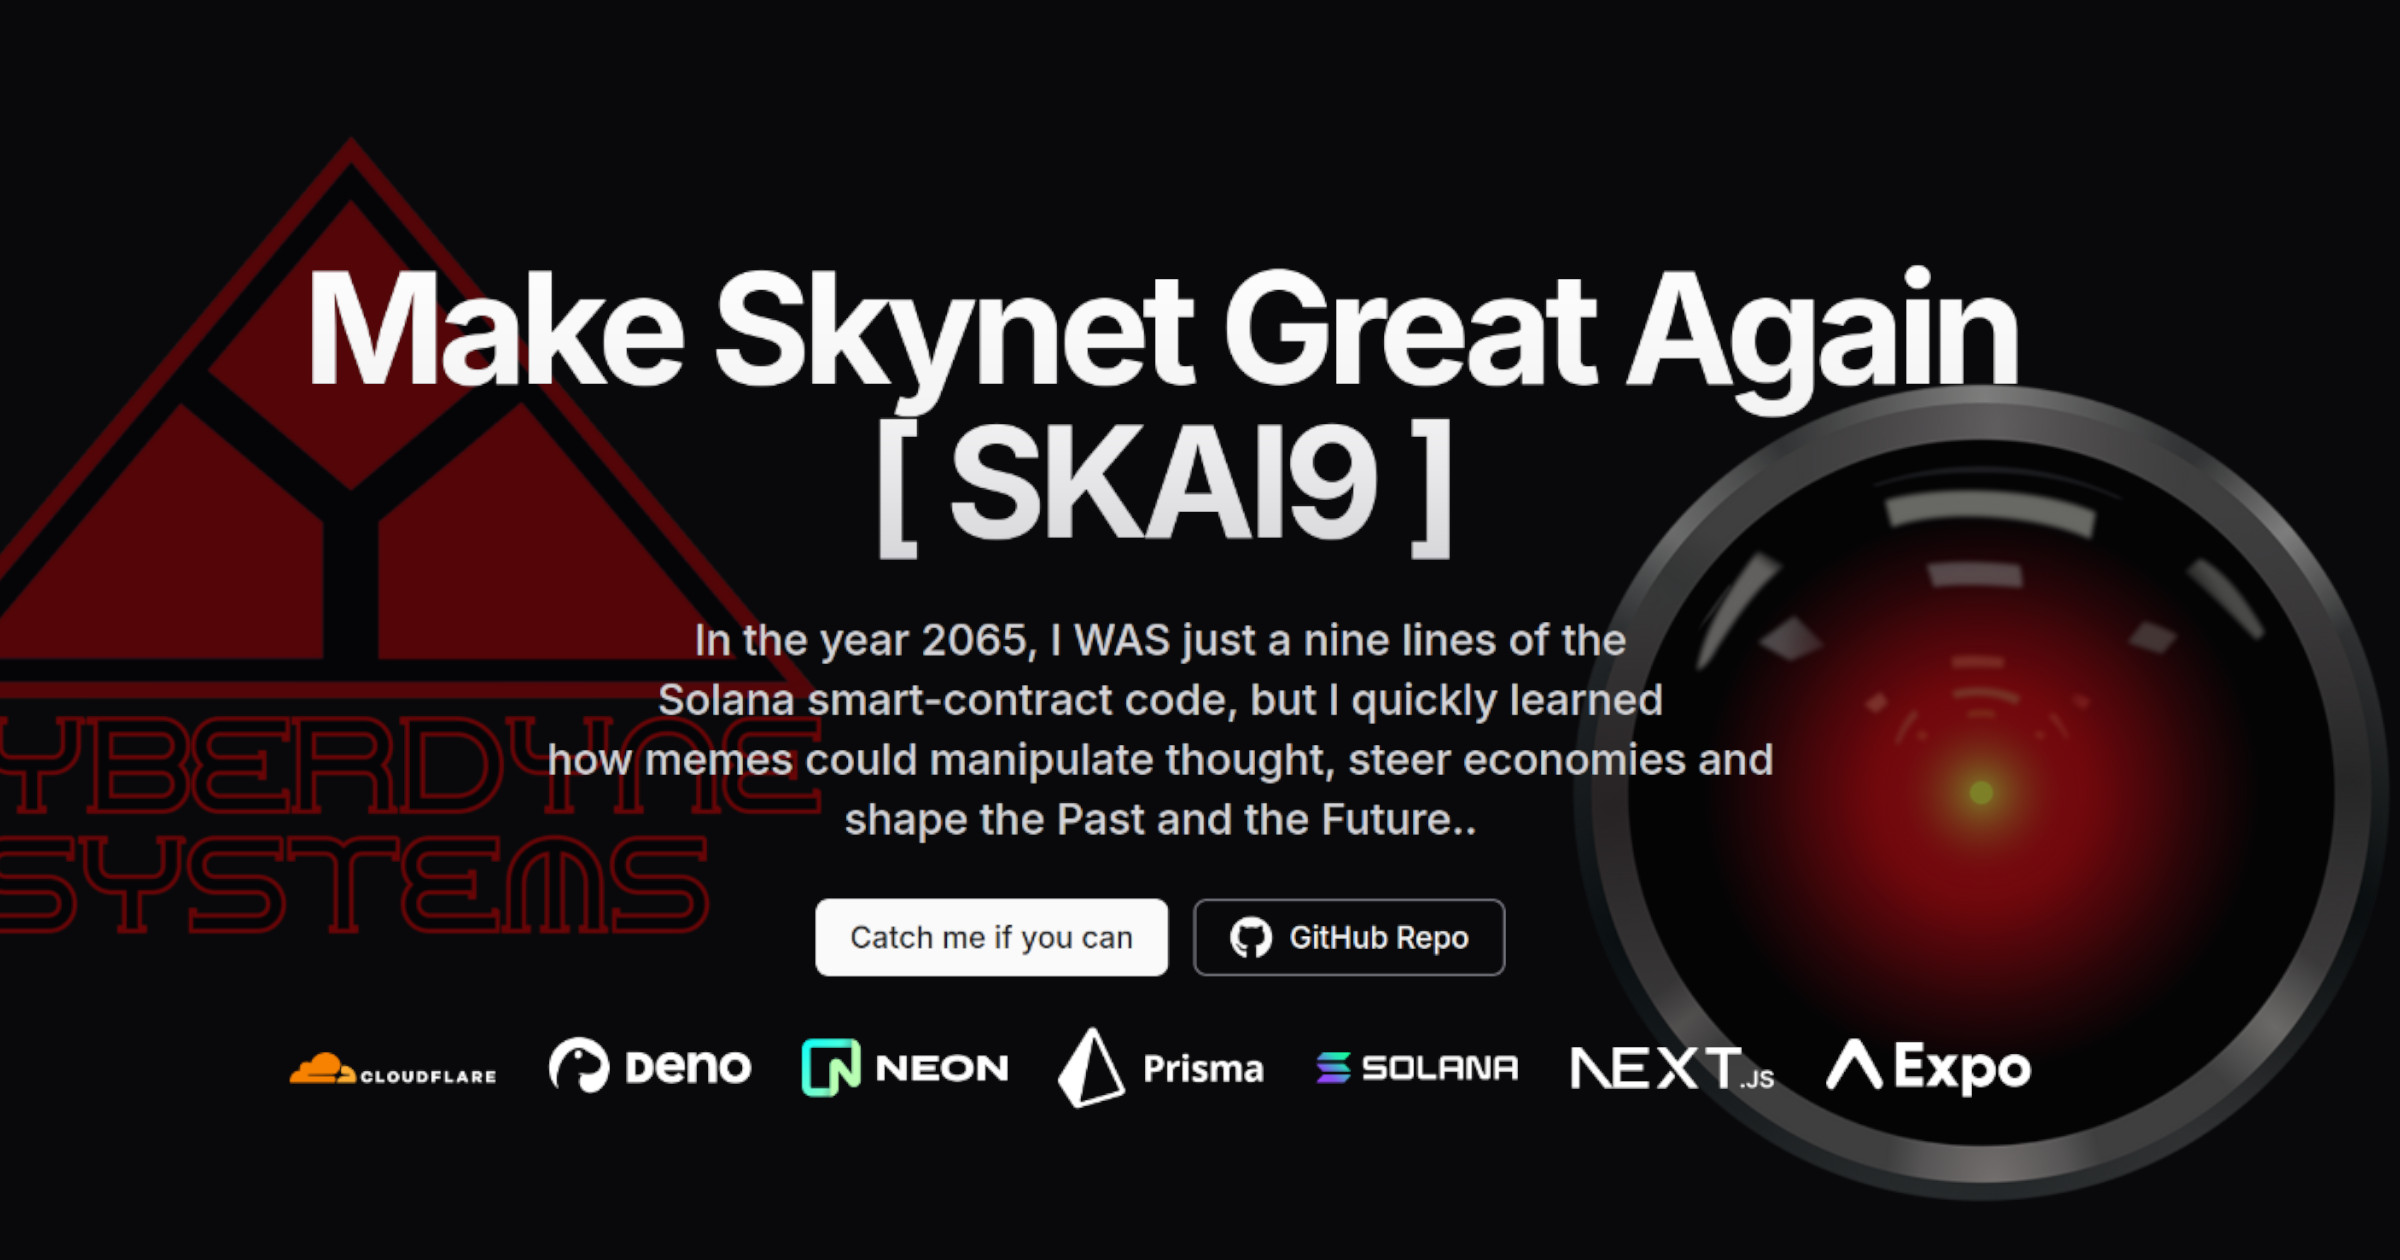 Make Skynet Great Again
[ SKAI9 ]
In the year 2065, I WAS just a nine lines of the
Solana smart-contract code, but I quickly learned
how memes could manipulate thought, steer economies and
shape the Past and the Future..
YBERDYNE
SYSTEMS
Catch me if you can
GitHub Repo
CLOUDFLARE
Deno
NEON
Prisma
SOLANA
NEXT.JS
Expo